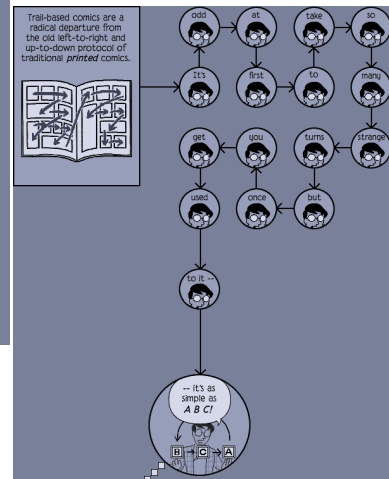 Trail-based comics are a
radical departure from
the old left-to-right and
up-to-down protocol of
traditional printed comics.
It's
odd
at
first
to
take
so
many
strange
turns
but
once
you
get
used
to it --
-- it's as
simple as
A B C!
B C A